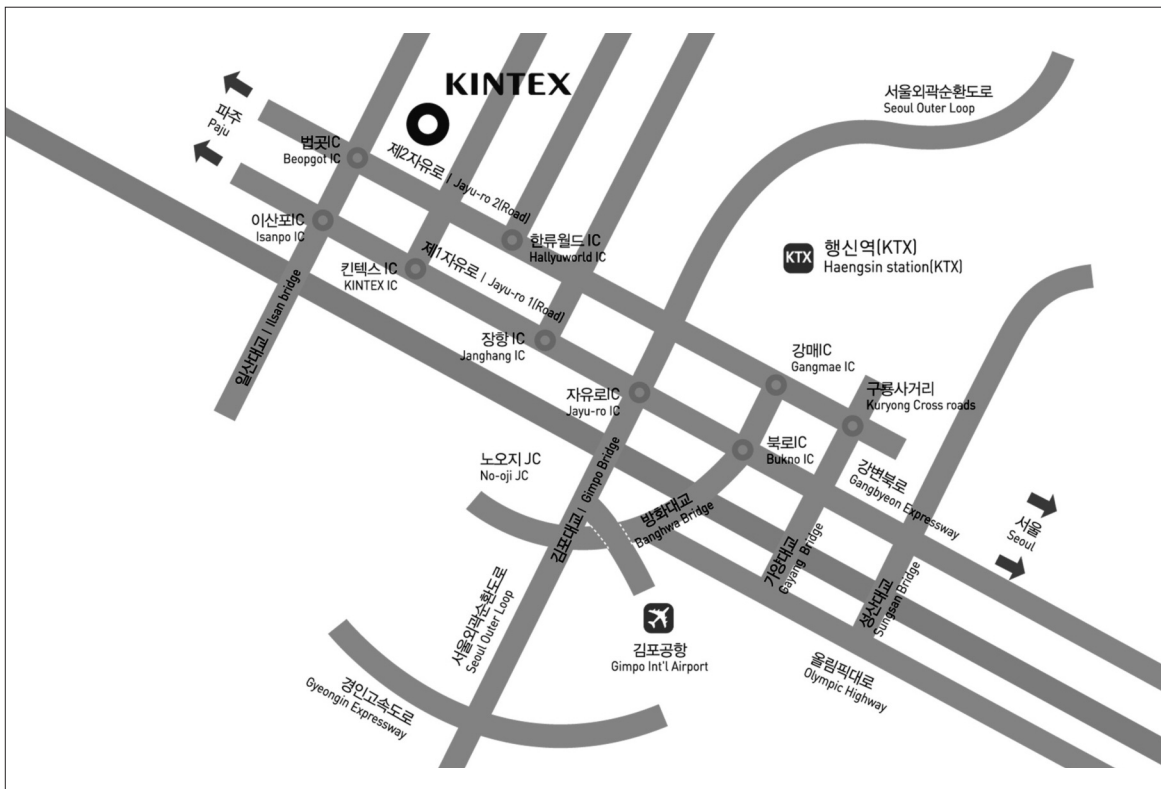 KINTEX
서울외곽순환도로
Seoul Outer Loop
파주
Paju
법곳IC
Beopgot IC
제2자유로 | Jayu-ro 2(Road)
이산포IC
Isanpo IC
한류월드 IC
Hallyuworld IC
KTX
행신역(KTX)
Haengsin station(KTX)
킨텍스 IC
KINTEX IC
제1자유로 | Jayu-ro 1(Road)
일산대교 | Ilsan bridge
장항 IC
Janghang IC
강매IC
Gangmae IC
자유로IC
Jayu-ro IC
구룡사거리
Kuryong Cross roads
북로IC
Bukno IC
노오지 JC
No-oji JC
김포대교 | Gimpo Bridge
방화대교
Banghwa Bridge
강변북로
Gangbyeon Expressway
서울
Seoul
가양대교
Gayang Bridge
성산대교
Sungsan Bridge
서울외곽순환도로
Seoul Outer Loop
김포공항
Gimpo Int'l Airport
올림픽대로
Olympic Highway
경인고속도로
Gyeongin Expressway